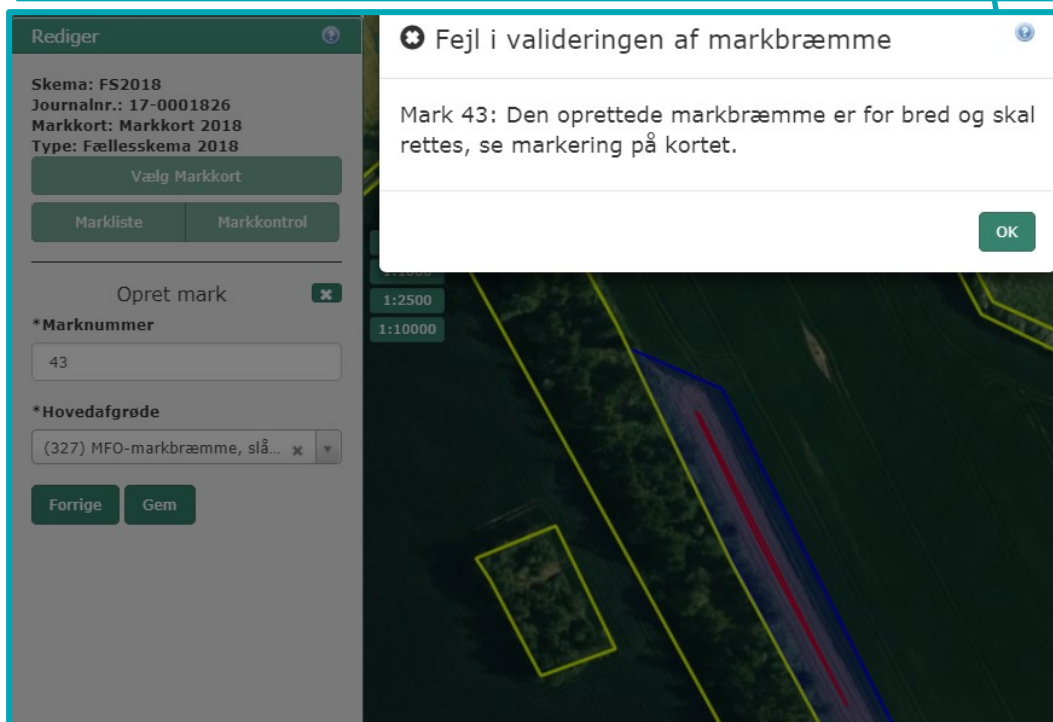 Rediger
Skema: FS2018
Journalnr.: 17-0001826
Markkort: Markkort 2018
Type: Fællesskema 2018
Vælg Markkort
Markliste
Markkontrol
Opret mark
*Marknummer
43
*Hovedafgrøde
(327) MFO-markbræmme, slå...
Forrige
Gem
Fejl i valideringen af markbræmme
Mark 43: Den oprettede markbræmme er for bred og skal
rettes, se markering på kortet.
OK
1:2500
1:10000